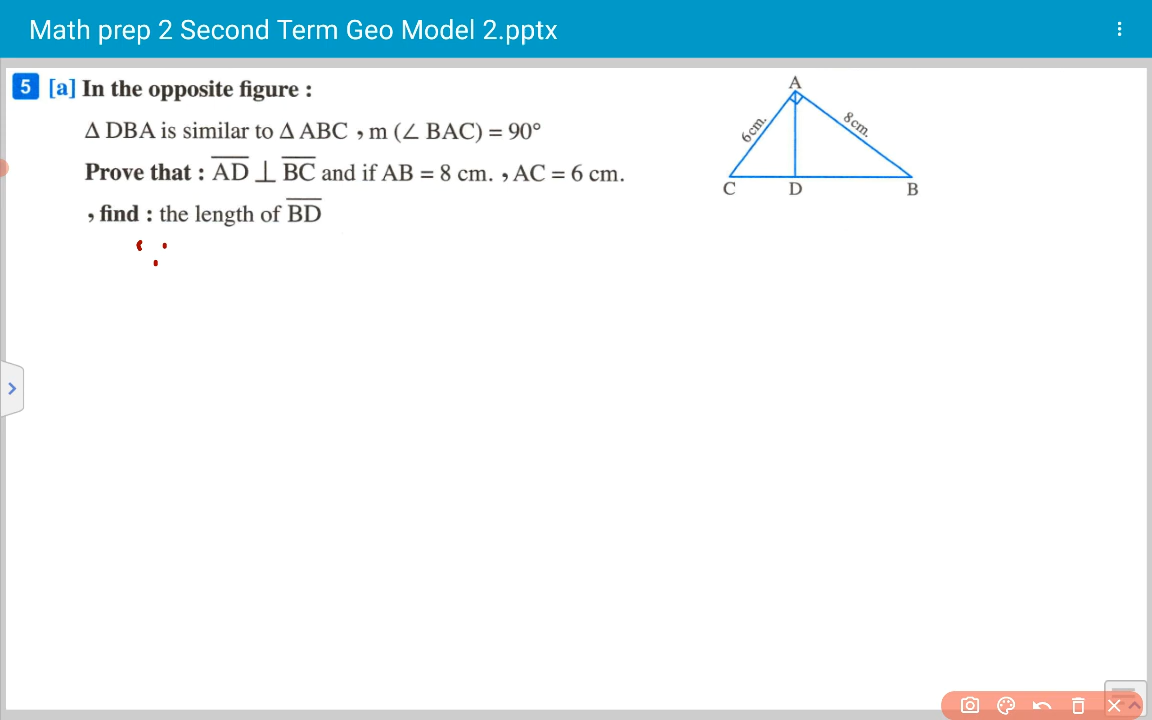 Math prep 2 Second Term Geo Model 2.pptx
5 [a] In the opposite figure :
Δ DBA is similar to Δ ABC , m (∠ BAC) = 90°
Prove that : AD ⊥ BC and if AB = 8 cm. , AC = 6 cm.
, find : the length of BD
A
6cm.
8cm.
C D B